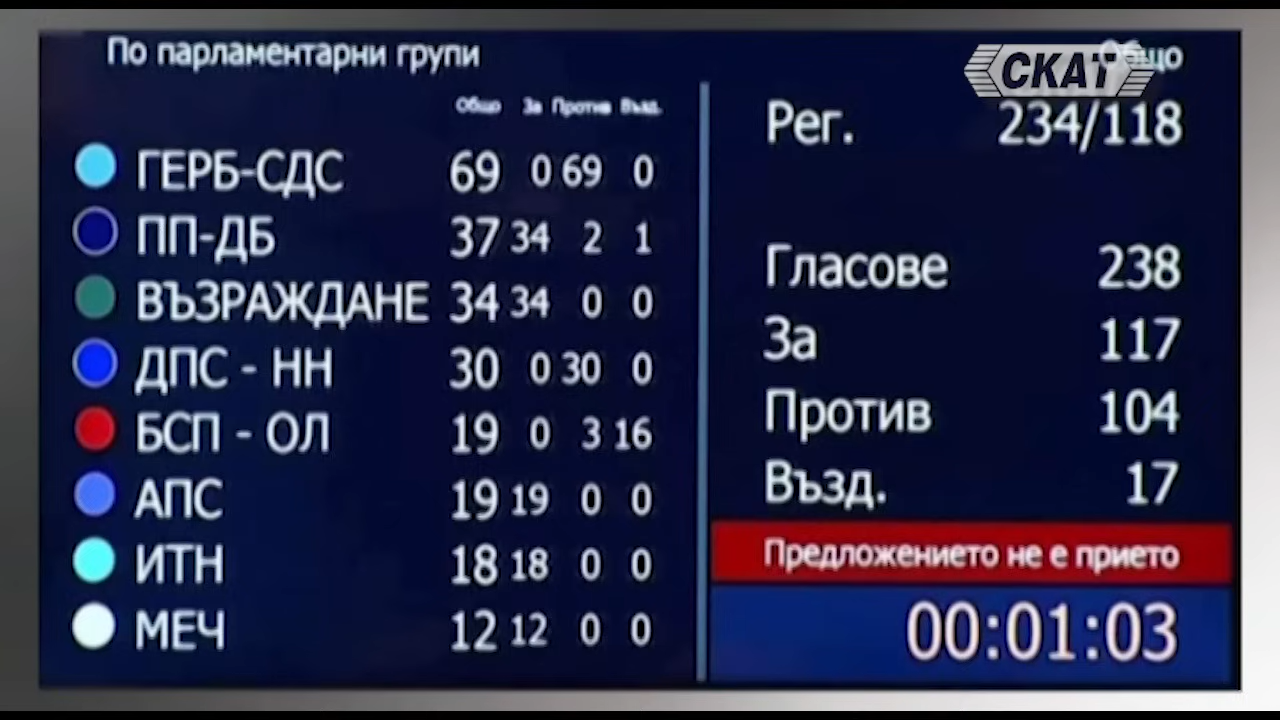 По парламентарни групи
Общо За Против Възд.
ГЕРБ-СДС 69 0 69 0
ПП-ДБ 37 34 2 1
ВЪЗРАЖДАНЕ 34 34 0 0
ДПС - НН 30 0 30 0
БСП - ОЛ 19 0 3 16
АПС 19 19 0 0
ИТН 18 18 0 0
МЕЧ 12 12 0 0
Общо
СКАТ
Рег. 234/118
Гласове 238
За 117
Против 104
Възд. 17
Предложението не е прието
00:01:03